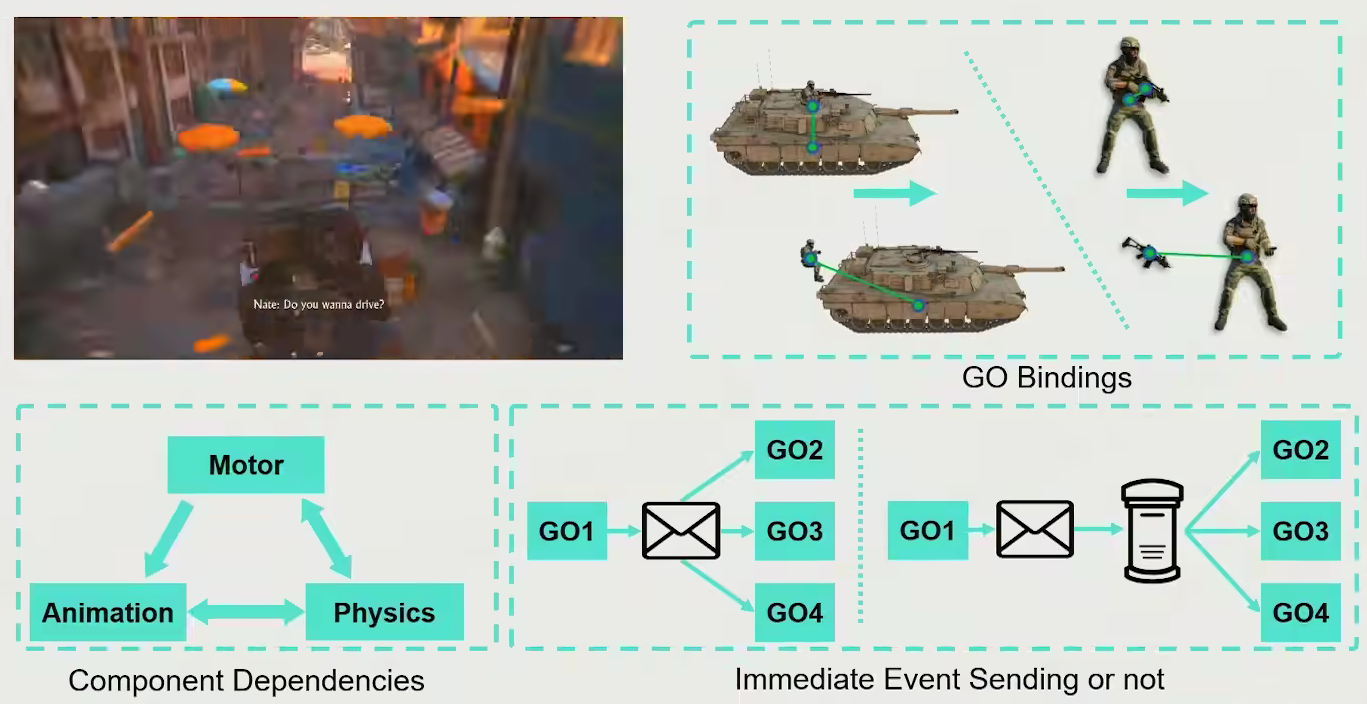 Nate: Do you wanna drive?
GO Bindings
Motor
Animation
Physics
Component Dependencies
GO1
GO2
GO3
GO4
GO1
GO2
GO3
GO4
Immediate Event Sending or not